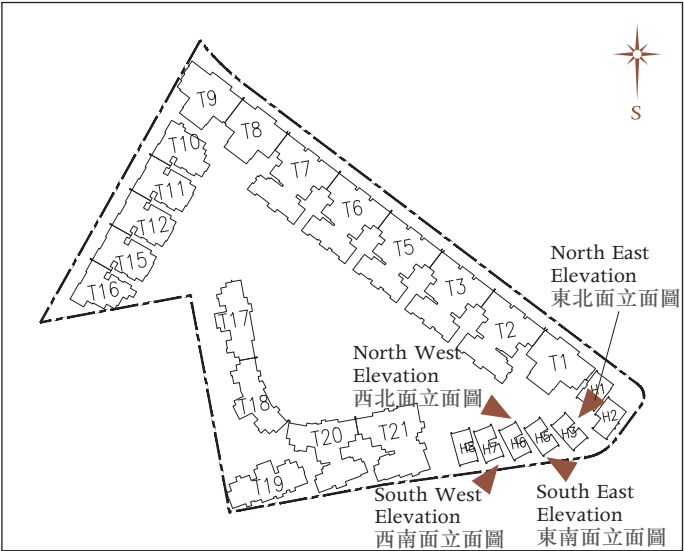 S
T9
T8
T10
T7
T11
T6
T12
T5
T15
T3
T16
T2
T17
T1
North East
Elevation
東北面立面圖
North West
Elevation
西北面立面圖
H1
H2
T18
T20
T21
H8
H7
H6
H5
H3
T19
South West
Elevation
西南面立面圖
South East
Elevation
東南面立面圖